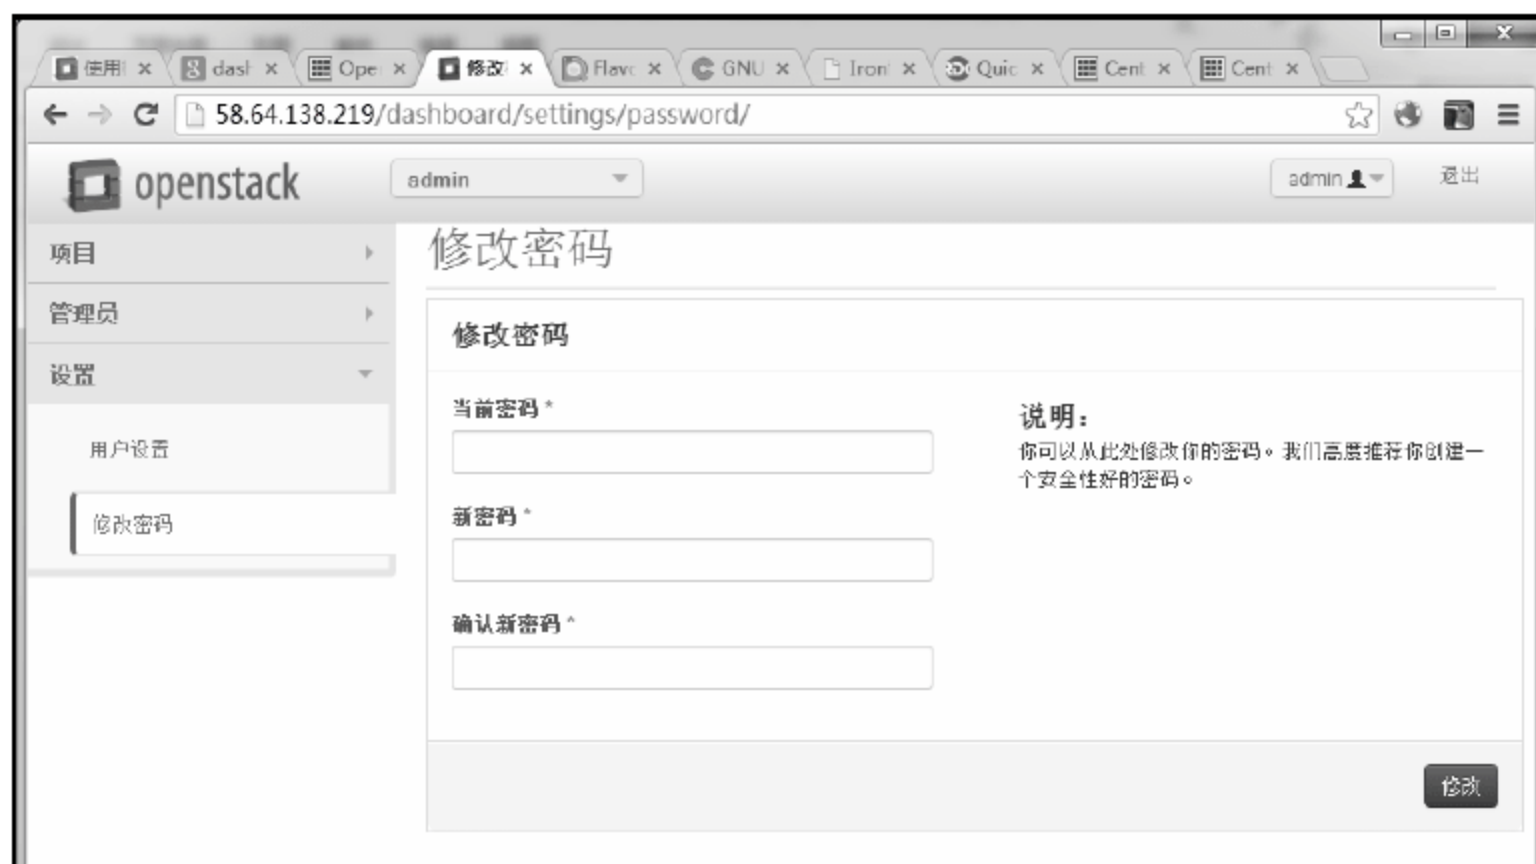 使用 dash Ope 修改 Flavo GNU Iron Quic Cent Cent
58.64.138.219/dashboard/settings/password/
openstack admin admin 退出
项目
管理员
设置
用户设置
修改密码
修改密码
修改密码
当前密码 *
新密码 *
确认新密码 *
说明：
你可以从此处修改你的密码。我们高度推荐你创建一
个安全性好的密码。
修改